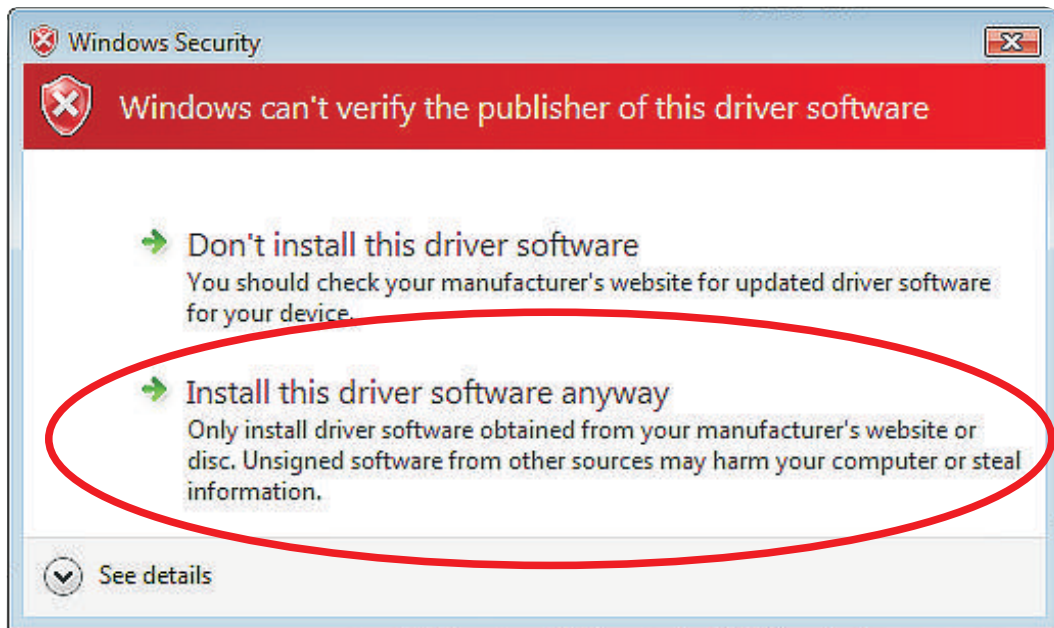 Windows Security
Windows can't verify the publisher of this driver software
Don't install this driver software
You should check your manufacturer's website for updated driver software
for your device.
Install this driver software anyway
Only install driver software obtained from your manufacturer's website or
disc. Unsigned software from other sources may harm your computer or steal
information.
See details